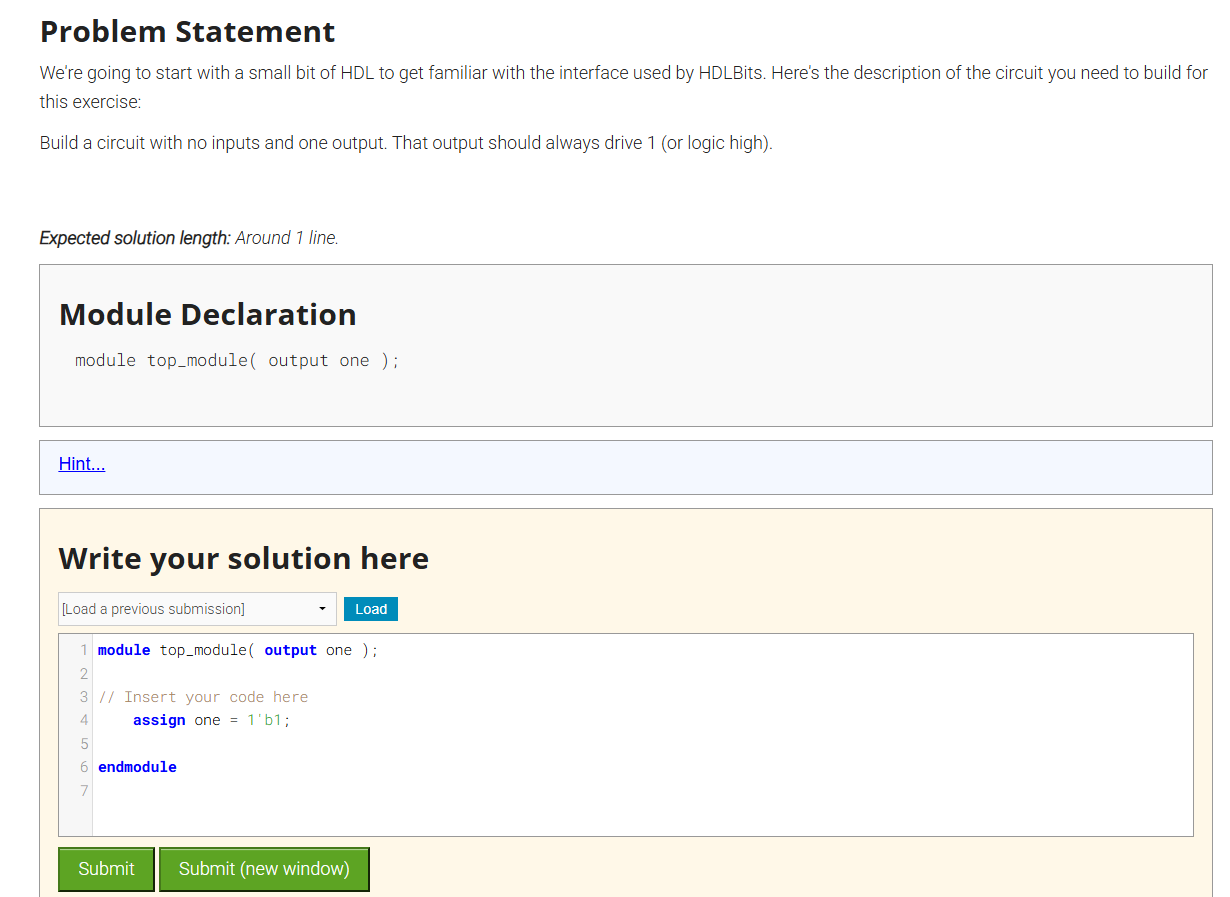 Problem Statement
We're going to start with a small bit of HDL to get familiar with the interface used by HDLBits. Here's the description of the circuit you need to build for
this exercise:
Build a circuit with no inputs and one output. That output should always drive 1 (or logic high).
Expected solution length: Around 1 line.
Module Declaration
module top_module( output one );
Hint...
Write your solution here
[Load a previous submission] Load
1 module top_module( output one );
2
3 // Insert your code here
4     assign one = 1'b1;
5
6 endmodule
7
Submit Submit (new window)